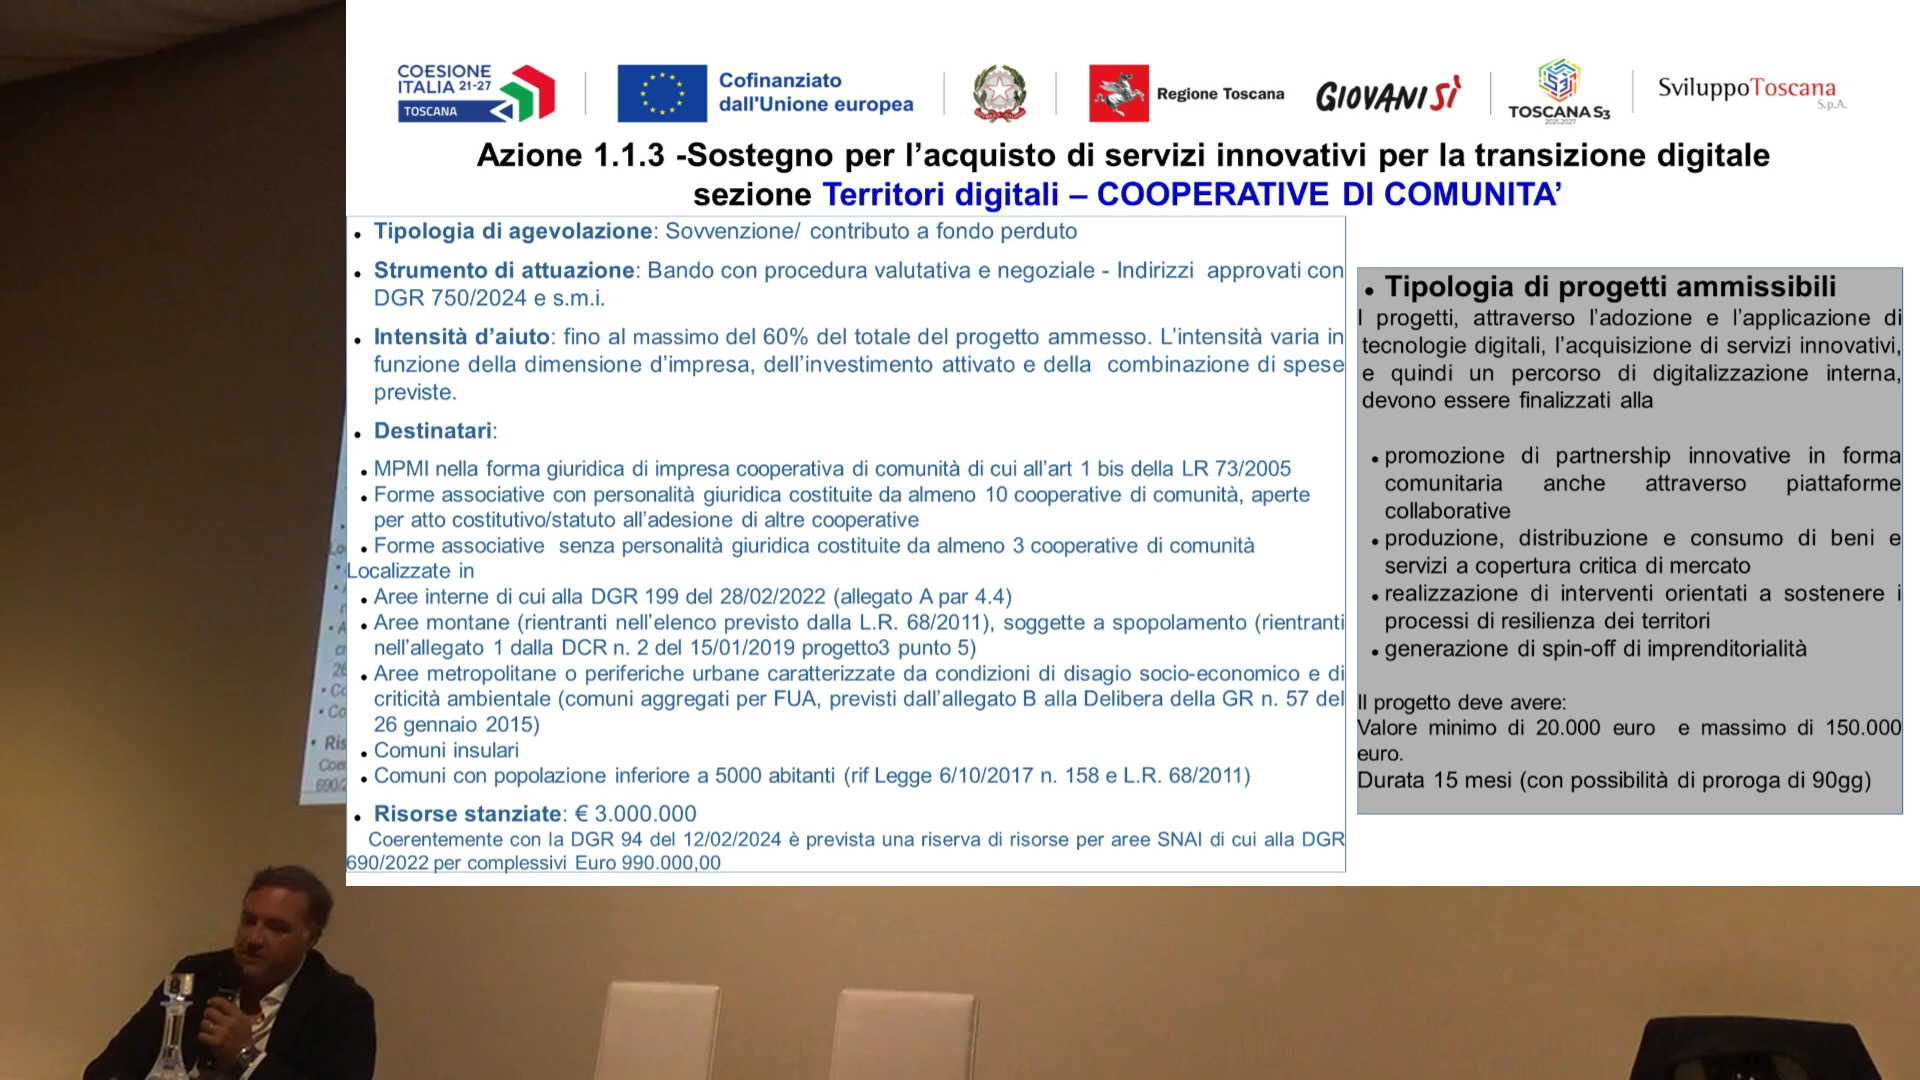 COESIONE
ITALIA 21-27
TOSCANA
Cofinanziato
dall'Unione europea
Regione Toscana
GIOVANISÌ
TOSCANA S3
2021.2027
SviluppoToscana
S.p.A.
Azione 1.1.3 -Sostegno per l’acquisto di servizi innovativi per la transizione digitale
sezione Territori digitali – COOPERATIVE DI COMUNITA’
• Tipologia di agevolazione: Sovvenzione/ contributo a fondo perduto
• Strumento di attuazione: Bando con procedura valutativa e negoziale - Indirizzi approvati con
DGR 750/2024 e s.m.i.
• Intensità d’aiuto: fino al massimo del 60% del totale del progetto ammesso. L’intensità varia in
funzione della dimensione d’impresa, dell’investimento attivato e della combinazione di spese
previste.
• Destinatari:
• MPMI nella forma giuridica di impresa cooperativa di comunità di cui all’art 1 bis della LR 73/2005
• Forme associative con personalità giuridica costituite da almeno 10 cooperative di comunità, aperte
per atto costitutivo/statuto all’adesione di altre cooperative
• Forme associative senza personalità giuridica costituite da almeno 3 cooperative di comunità
Localizzate in
• Aree interne di cui alla DGR 199 del 28/02/2022 (allegato A par 4.4)
• Aree montane (rientranti nell’elenco previsto dalla L.R. 68/2011), soggette a spopolamento (rientranti
nell’allegato 1 dalla DCR n. 2 del 15/01/2019 progetto3 punto 5)
• Aree metropolitane o periferiche urbane caratterizzate da condizioni di disagio socio-economico e di
criticità ambientale (comuni aggregati per FUA, previsti dall’allegato B alla Delibera della GR n. 57 del
26 gennaio 2015)
• Comuni insulari
• Comuni con popolazione inferiore a 5000 abitanti (rif Legge 6/10/2017 n. 158 e L.R. 68/2011)
• Risorse stanziate: € 3.000.000
Coerentemente con la DGR 94 del 12/02/2024 è prevista una riserva di risorse per aree SNAI di cui alla DGR
690/2022 per complessivi Euro 990.000,00
• Tipologia di progetti ammissibili
I progetti, attraverso l’adozione e l’applicazione di
tecnologie digitali, l’acquisizione di servizi innovativi,
e quindi un percorso di digitalizzazione interna,
devono essere finalizzati alla
• promozione di partnership innovative in forma
comunitaria anche attraverso piattaforme
collaborative
• produzione, distribuzione e consumo di beni e
servizi a copertura critica di mercato
• realizzazione di interventi orientati a sostenere i
processi di resilienza dei territori
• generazione di spin-off di imprenditorialità
Il progetto deve avere:
Valore minimo di 20.000 euro e massimo di 150.000
euro.
Durata 15 mesi (con possibilità di proroga di 90gg)